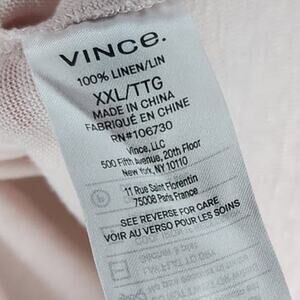 VINCE.
100% LINEN/LIN
XXL/TTG
MADE IN CHINA
FABRIQUÉ EN CHINE
RN#106730
Vince, LLC
500 Fifth Avenue, 20th Floor
New York, NY 10110
11 Rue Saint Florentin
75008 Paris France
SEE REVERSE FOR CARE
VOIR AU VERSO POUR LES SOINS